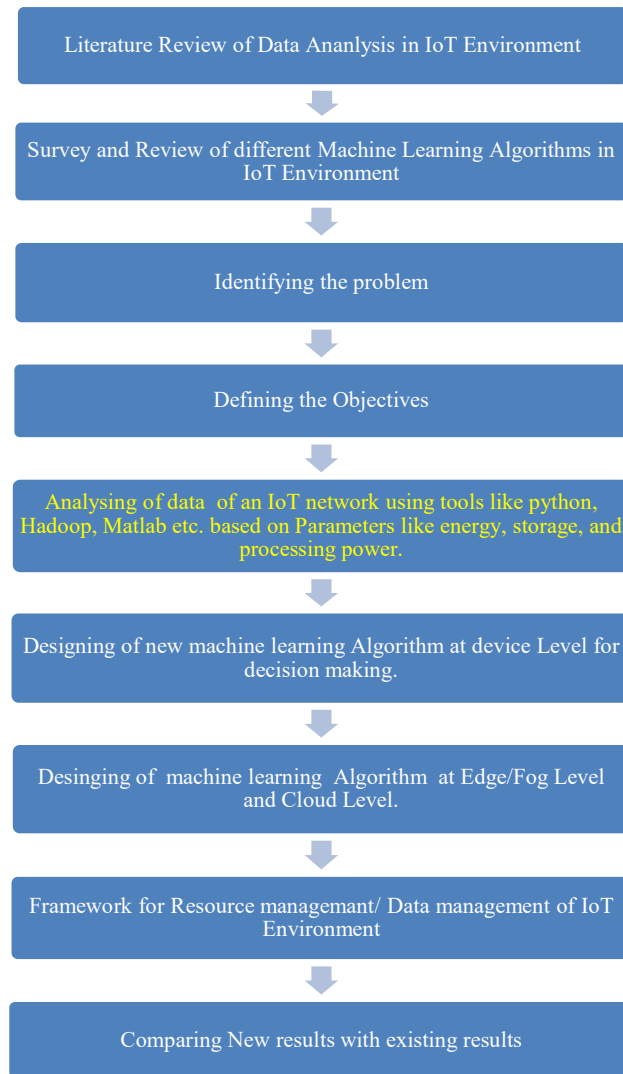 Literature Review of Data Ananlysis in IoT Environment
Survey and Review of different Machine Learning Algorithms in
IoT Environment
Identifying the problem
Defining the Objectives
Analysing of data of an IoT network using tools like python,
Hadoop, Matlab etc. based on Parameters like energy, storage, and
processing power.
Designing of new machine learning Algorithm at device Level for
decision making.
Desinging of machine learning Algorithm at Edge/Fog Level
and Cloud Level.
Framework for Resource managemant/ Data management of IoT
Environment
Comparing New results with existing results